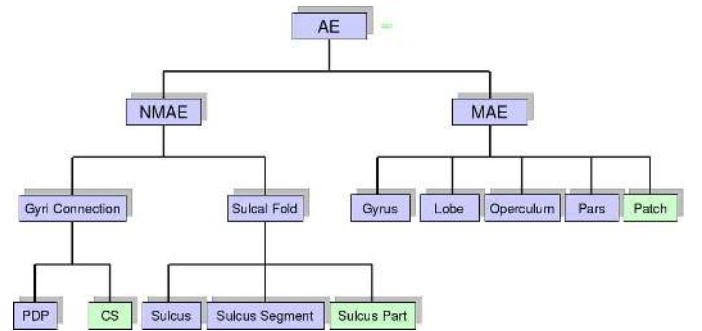 AE
NMAE
MAE
Gyri Connection
Sulcal Fold
Gyrus
Lobe
Operculum
Pars
Patch
PDP
CS
Sulcus
Sulcus Segment
Sulcus Part